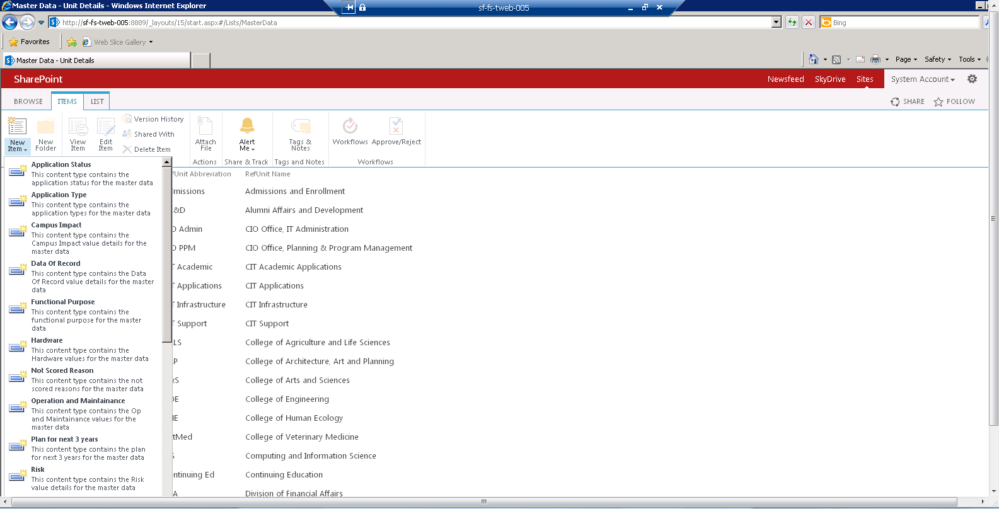 Master Data - Unit Details - Windows Internet Explorer
sf-fs-tweb-005
http://sf-fs-tweb-005:8889/_layouts/15/start.aspx#/Lists/MasterData
Bing
Favorites
Web Slice Gallery
Master Data - Unit Details
Page
Safety
Tools
SharePoint
Newsfeed
SkyDrive
Sites
System Account
BROWSE
ITEMS
LIST
SHARE
FOLLOW
New Item
New Folder
View Item
Edit Item
Version History
Shared With
Delete Item
Attach File
Actions
Alert Me
Share & Track
Tags & Notes
Tags and Notes
Workflows
Approve/Reject
Workflows
Application Status
This content type contains the
application status for the master data
Application Type
This content type contains the
application types for the master data
Campus Impact
This content type contains the
Campus Impact value details for the
master data
Data Of Record
This content type contains the Data
Of Record value details for the master
data
Functional Purpose
This content type contains the
functional purpose for the master
data
Hardware
This content type contains the
Hardware values for the master data
Not Scored Reason
This content type contains the not
scored reasons for the master data
Operation and Maintainance
This content type contains the Op
and Maintainance values for the
master data
Plan for next 3 years
This content type contains the plan
for next 3 years for the master data
Risk
This content type contains the Risk
value details for the master data
fUnit Abbreviation RefUnit Name
missions Admissions and Enrollment
&D Alumni Affairs and Development
O Admin CIO Office, IT Administration
O PPM CIO Office, Planning & Program Management
T Academic CIT Academic Applications
T Applications CIT Applications
T Infrastructure CIT Infrastructure
T Support CIT Support
LS College of Agriculture and Life Sciences
P College of Architecture, Art and Planning
&S College of Arts and Sciences
OE College of Engineering
HE College of Human Ecology
tMed College of Veterinary Medicine
S Computing and Information Science
ntinuing Ed Continuing Education
A Division of Financial Affairs